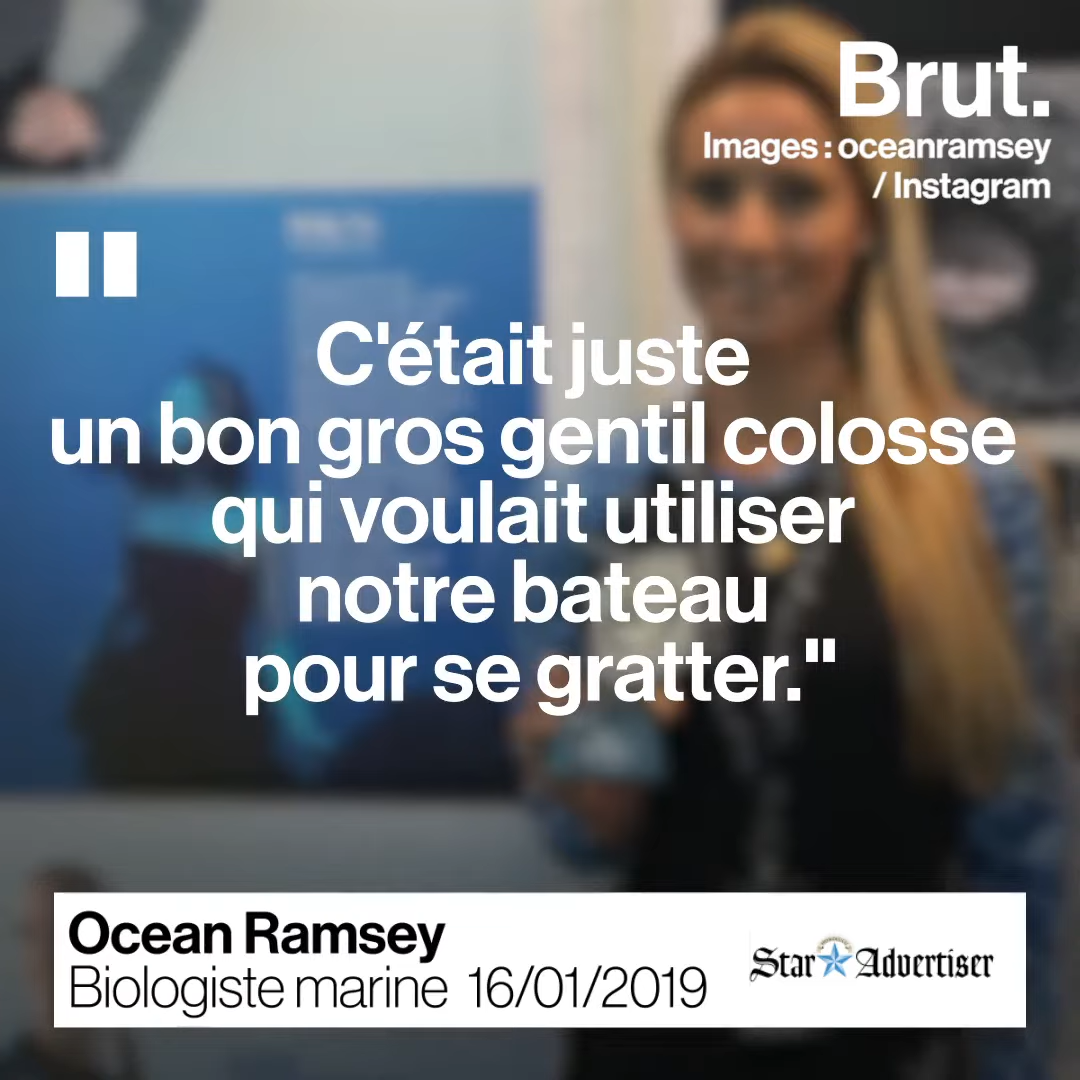 Brut.
Images : oceanramsey
/ Instagram
"
C'était juste
un bon gros gentil colosse
qui voulait utiliser
notre bateau
pour se gratter."
Ocean Ramsey
Biologiste marine 16/01/2019
Star Advertiser